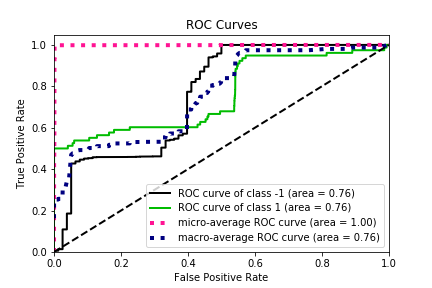 ROC Curves
True Positive Rate
1.0
0.8
0.6
0.4
0.2
0.0
ROC curve of class -1 (area = 0.76)
ROC curve of class 1 (area = 0.76)
micro-average ROC curve (area = 1.00)
macro-average ROC curve (area = 0.76)
0.0 0.2 0.4 0.6 0.8 1.0
False Positive Rate